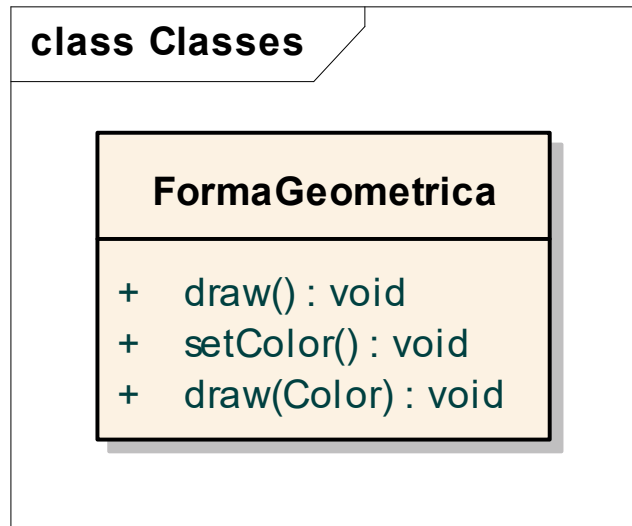 class Classes
FormaGeometrica
+ draw() : void
+ setColor() : void
+ draw(Color) : void